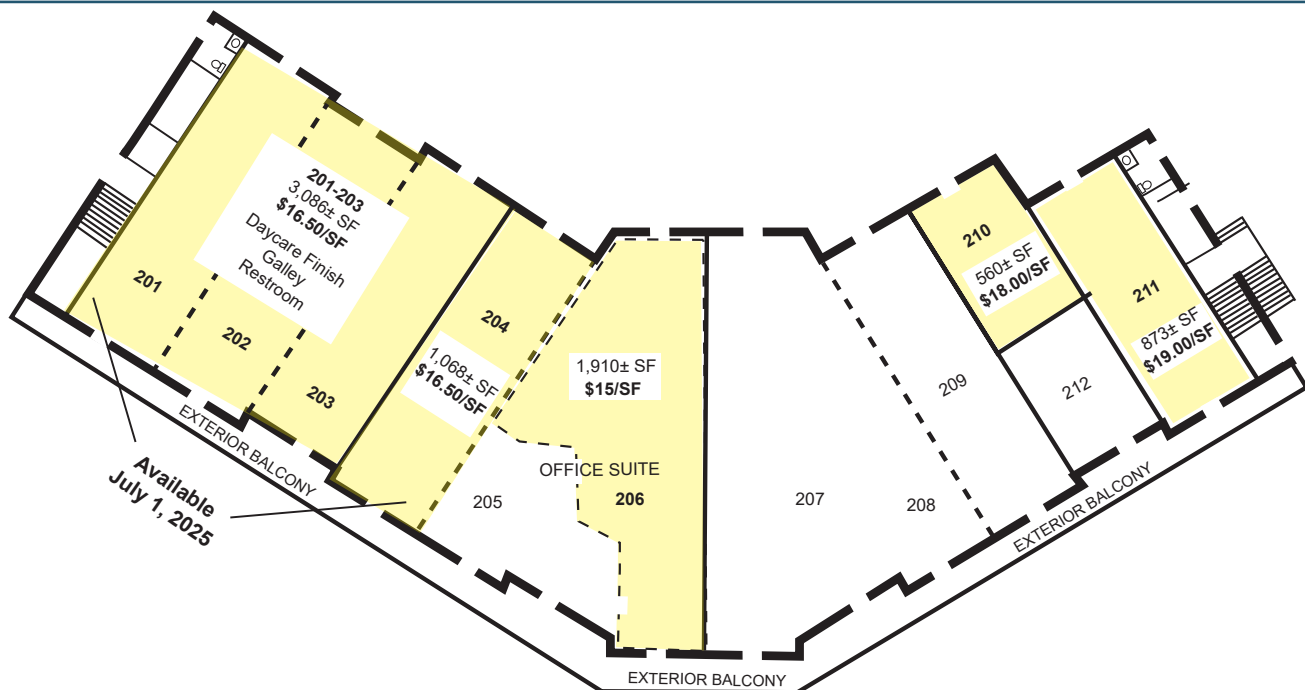 201-203
3,086± SF
$16.50/SF
Daycare Finish
Galley
Restroom
201
202
203
204
1,068± SF
$16.50/SF
1,910± SF
$15/SF
OFFICE SUITE
205
206
207
208
209
210
560± SF
$18.00/SF
211
873± SF
$19.00/SF
212
EXTERIOR BALCONY
Available
July 1, 2025
EXTERIOR BALCONY
EXTERIOR BALCONY